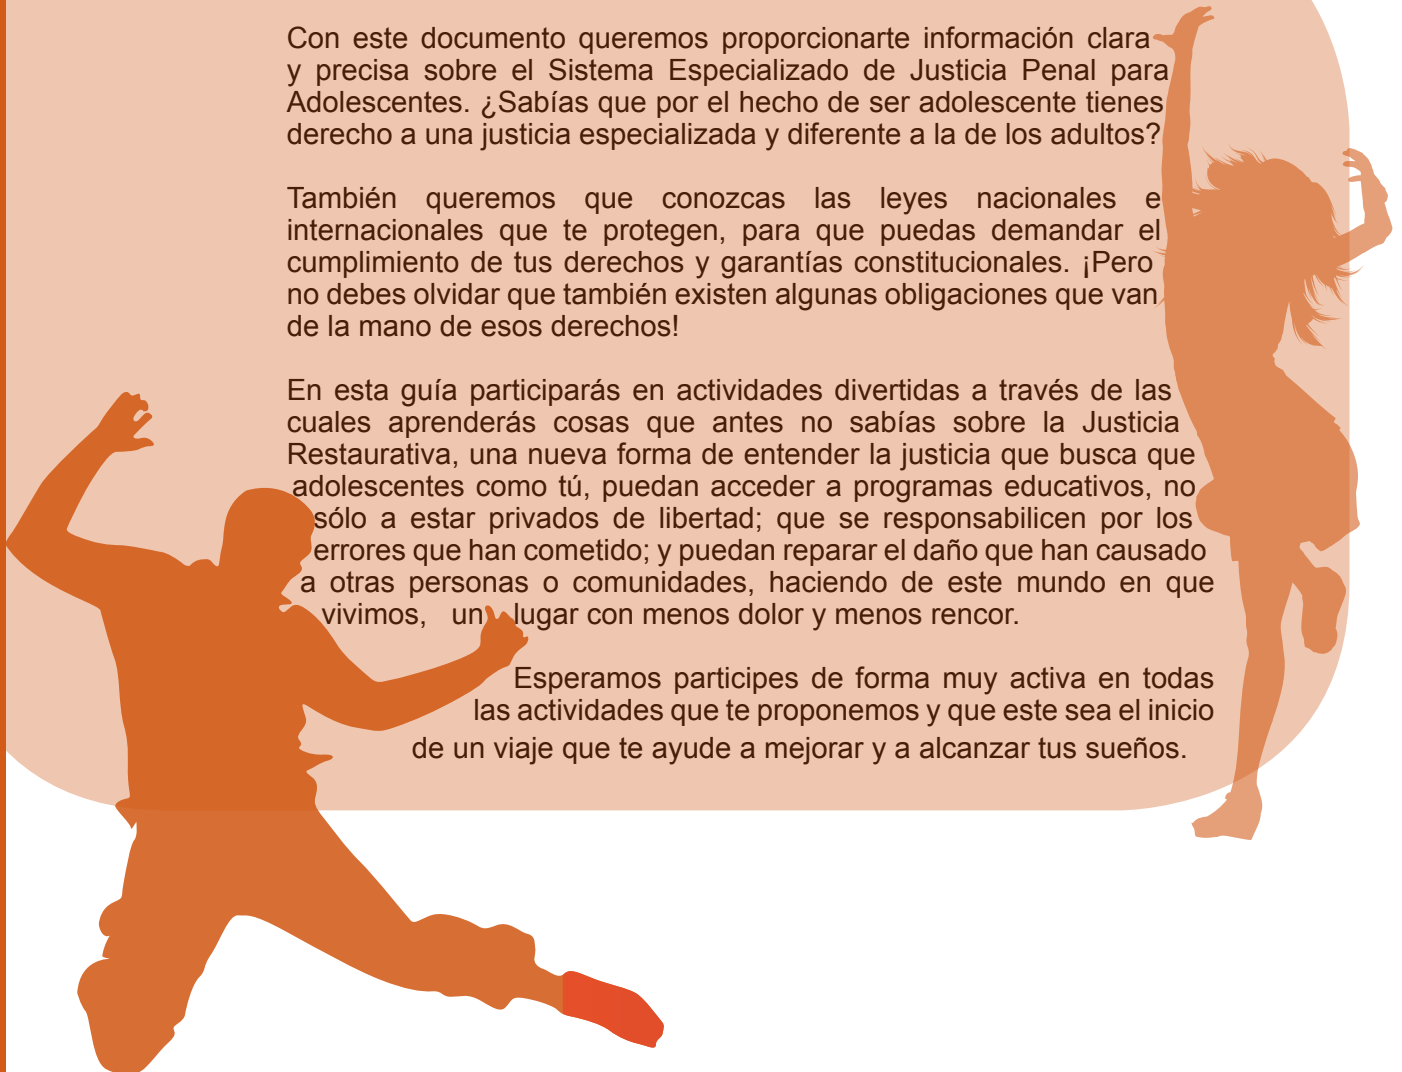 Con este documento queremos proporcionarte información clara
y precisa sobre el Sistema Especializado de Justicia Penal para
Adolescentes. ¿Sabías que por el hecho de ser adolescente tienes
derecho a una justicia especializada y diferente a la de los adultos?
También queremos que conozcas las leyes nacionales e
internacionales que te protegen, para que puedas demandar el
cumplimiento de tus derechos y garantías constitucionales. ¡Pero
no debes olvidar que también existen algunas obligaciones que van
de la mano de esos derechos!
En esta guía participarás en actividades divertidas a través de las
cuales aprenderás cosas que antes no sabías sobre la Justicia
Restaurativa, una nueva forma de entender la justicia que busca que
adolescentes como tú, puedan acceder a programas educativos, no
sólo a estar privados de libertad; que se responsabilicen por los
errores que han cometido; y puedan reparar el daño que han causado
a otras personas o comunidades, haciendo de este mundo en que
vivimos, un lugar con menos dolor y menos rencor.
Esperamos participes de forma muy activa en todas
las actividades que te proponemos y que este sea el inicio
de un viaje que te ayude a mejorar y a alcanzar tus sueños.